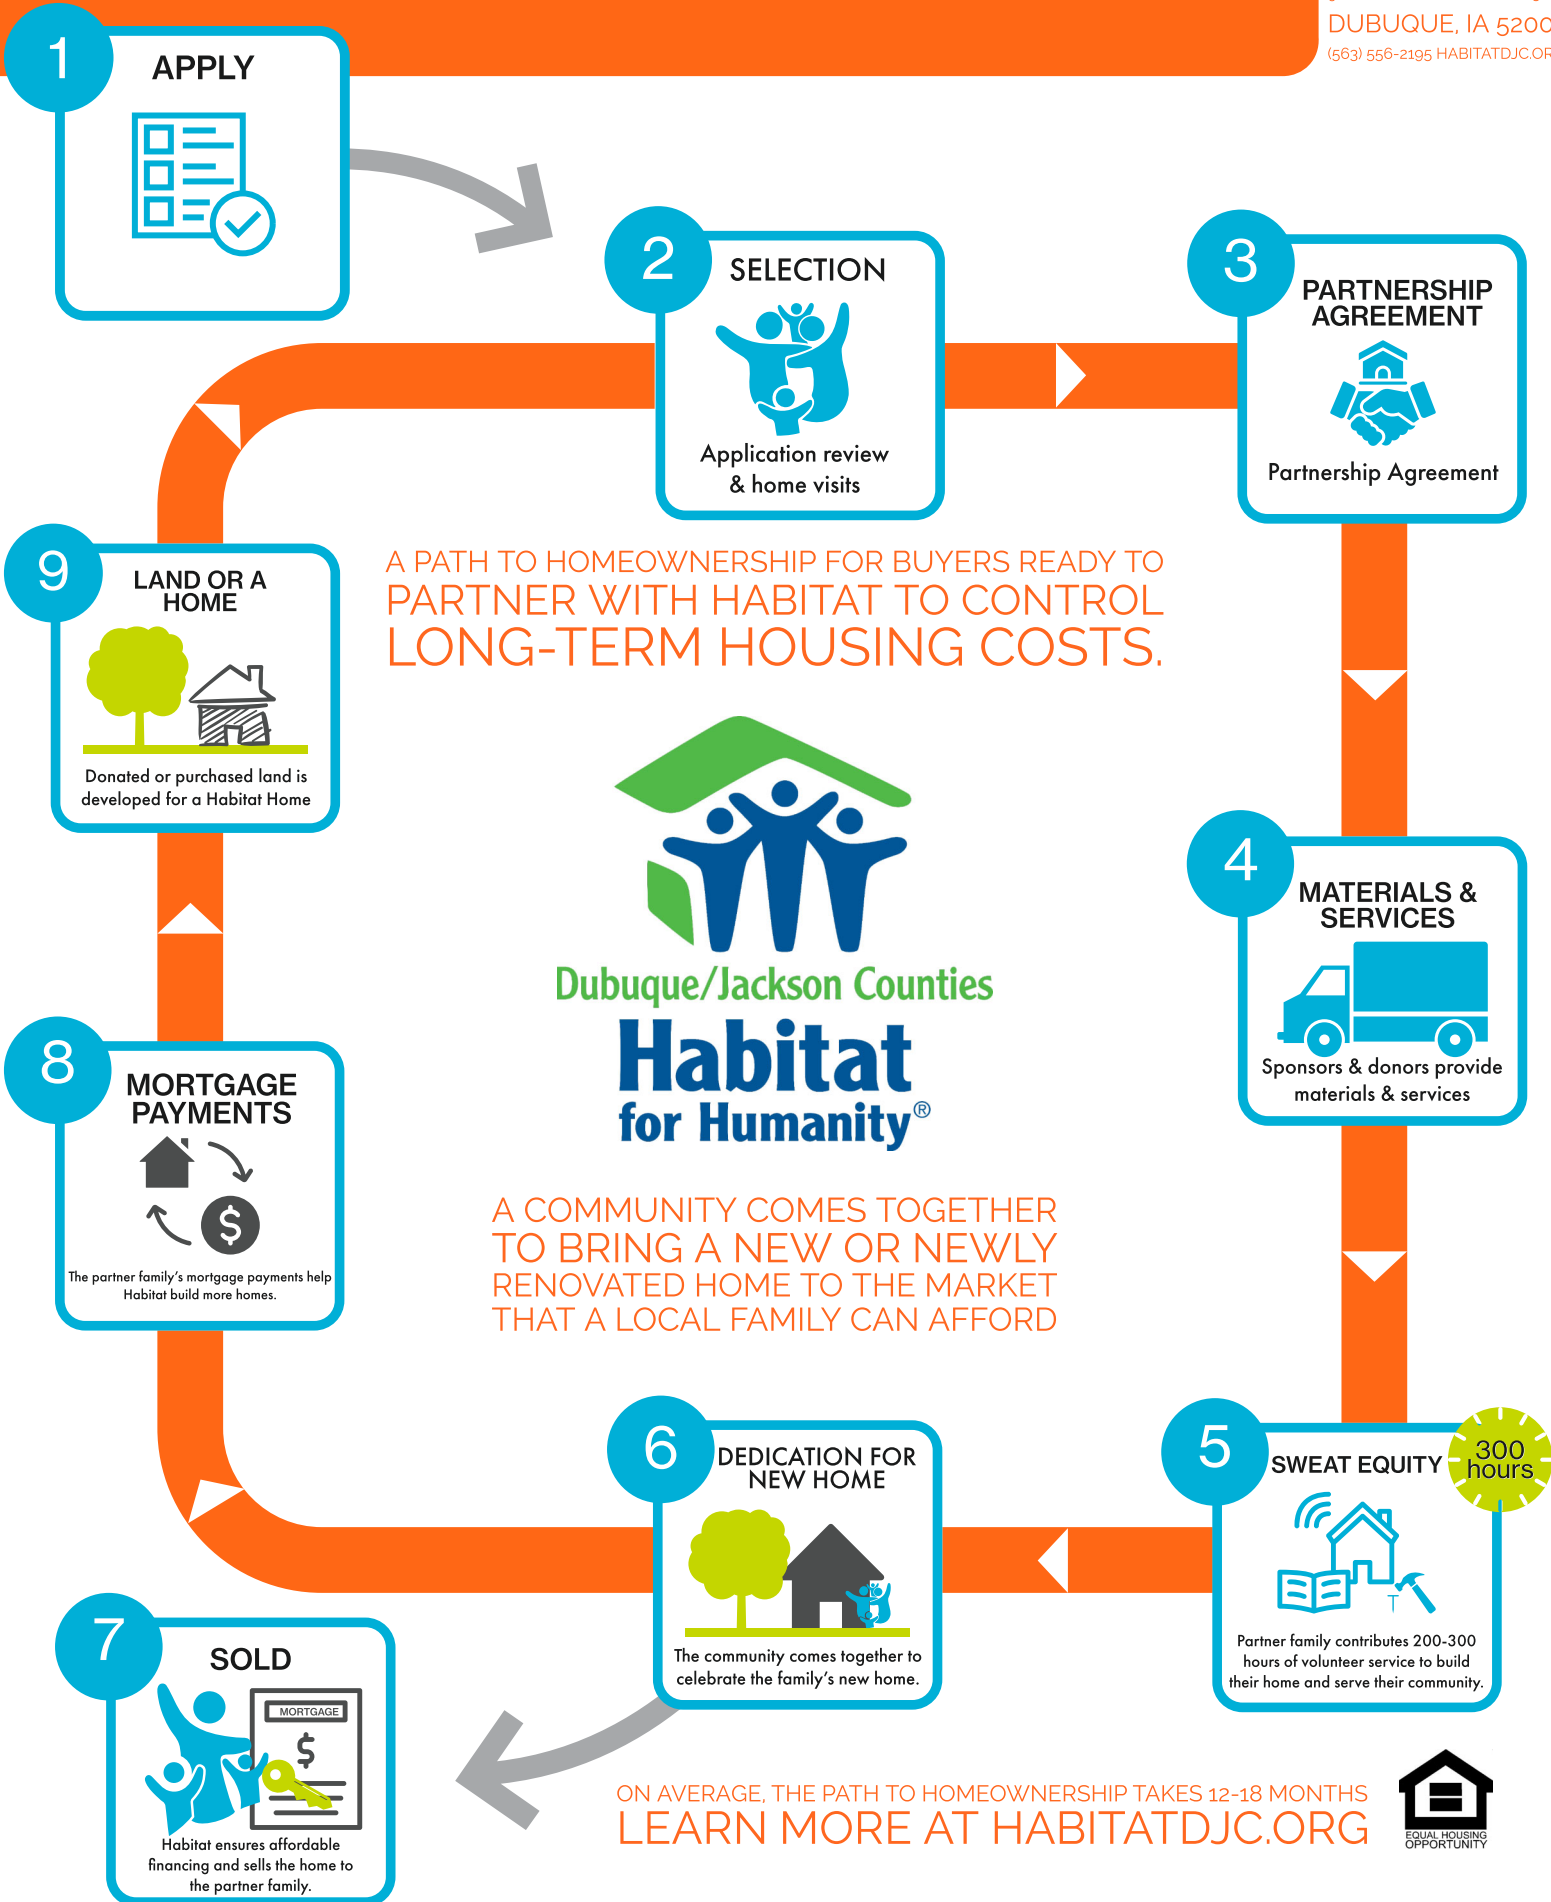 DUBUQUE, IA
(563) 556-2195
1
APPLY
2
SELECTION
Application review
& home visits
3
PARTNERSHIP
AGREEMENT
Partnership Agreement
A PATH TO HOMEOWNERSHIP FOR BUYERS READY TO
PARTNER WITH HABITAT TO CONTROL
LONG-TERM HOUSING COSTS.
9
LAND OR A
HOME
Donated or purchased land is
developed for a Habitat Home
Dubuque/Jackson Counties
Habitat
for Humanity®
4
MATERIALS &
SERVICES
Sponsors & donors provide
materials & services
8
MORTGAGE
PAYMENTS
$
The partner family's mortgage payments help
Habitat build more homes.
A COMMUNITY COMES TOGETHER
TO BRING A NEW OR NEWLY
RENOVATED HOME TO THE MARKET
THAT A LOCAL FAMILY CAN AFFORD
5
SWEAT EQUITY
300
hours
Partner family contributes 200-300
hours of volunteer service to build
their home and serve their community.
6
DEDICATION FOR
NEW HOME
The community comes together to
celebrate the family's new home.
7
SOLD
MORTGAGE
$
Habitat ensures affordable
financing and sells the home to
the partner family.
ON AVERAGE, THE PATH TO HOMEOWNERSHIP TAKES 12-18 MONTHS
LEARN MORE AT HABITATDJC.ORG
EQUAL HOUSING
OPPORTUNITY